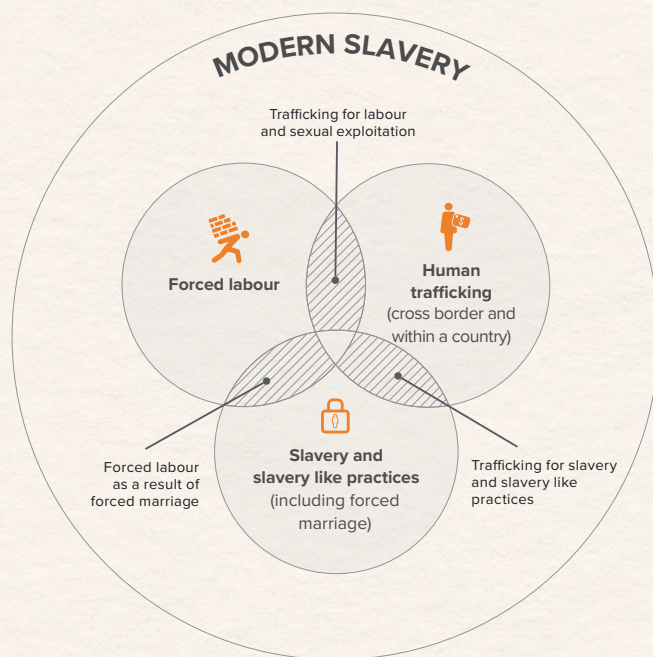 MODERN SLAVERY
Trafficking for labour
and sexual exploitation
Forced labour
Human
trafficking
(cross border and
within a country)
Slavery and
slavery like practices
(including forced
marriage)
Forced labour
as a result of
forced marriage
Trafficking for slavery
and slavery like
practices
$